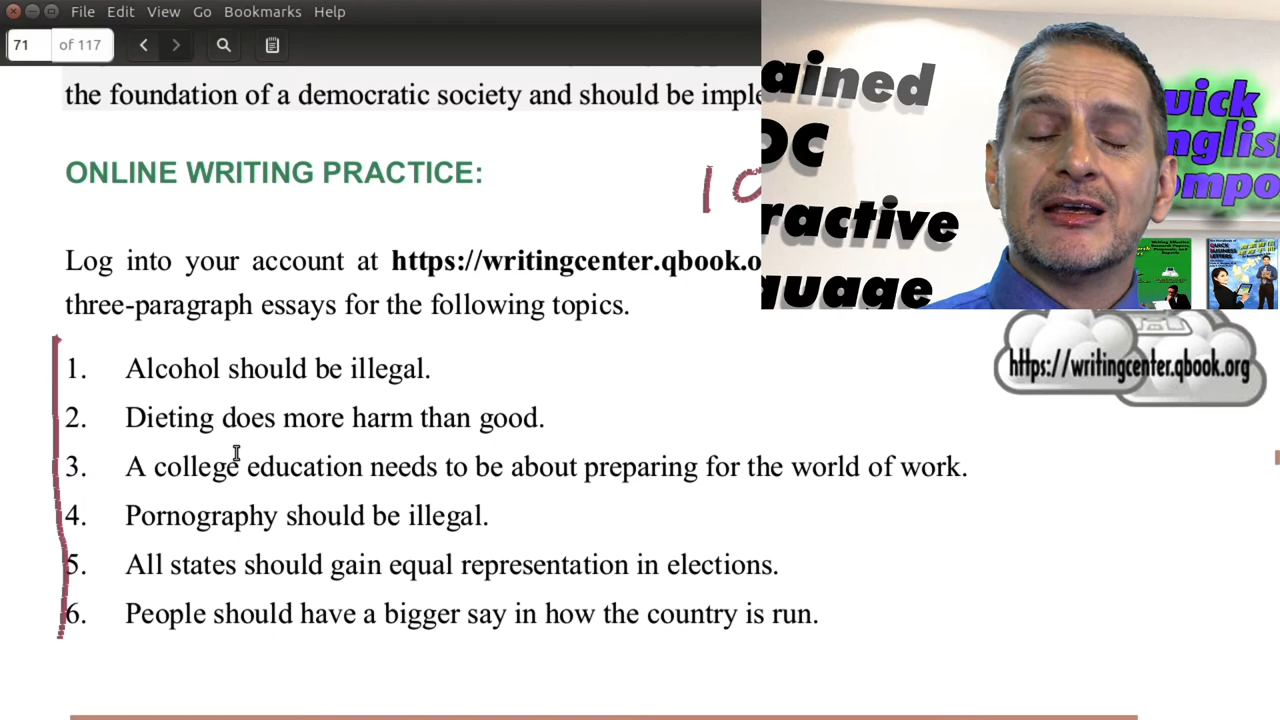 File Edit View Go Bookmarks Help
71 of 117
the foundation of a democratic society and should be
ONLINE WRITING PRACTICE:
Log into your account at https://writingcenter.qbook.o
three-paragraph essays for the following topics.
1. Alcohol should be illegal.
2. Dieting does more harm than good.
3. A college education needs to be about preparing for the world of work.
4. Pornography should be illegal.
5. All states should gain equal representation in elections.
6. People should have a bigger say in how the country is run.
https://writingcenter.qbook.org